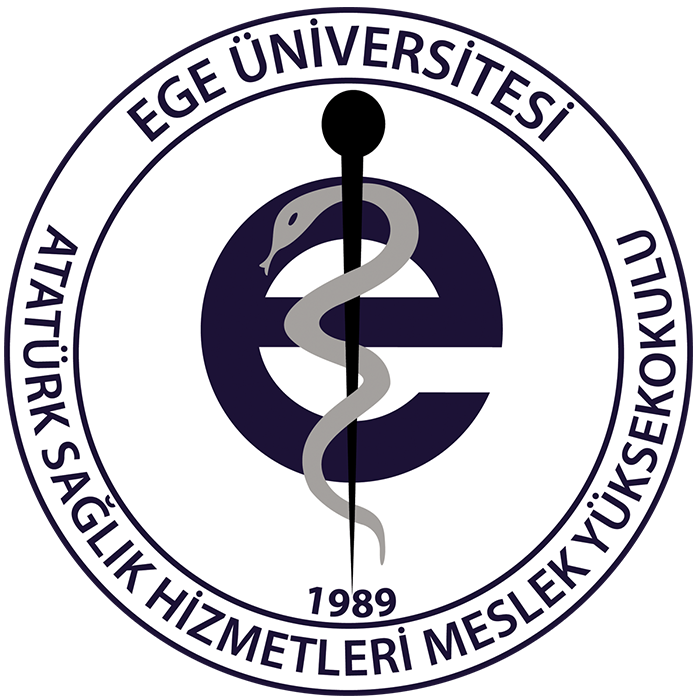 EGE ÜNİVERSİTESİ
ATATÜRK SAĞLIK HİZMETLERİ MESLEK YÜKSEKOKULU
1989